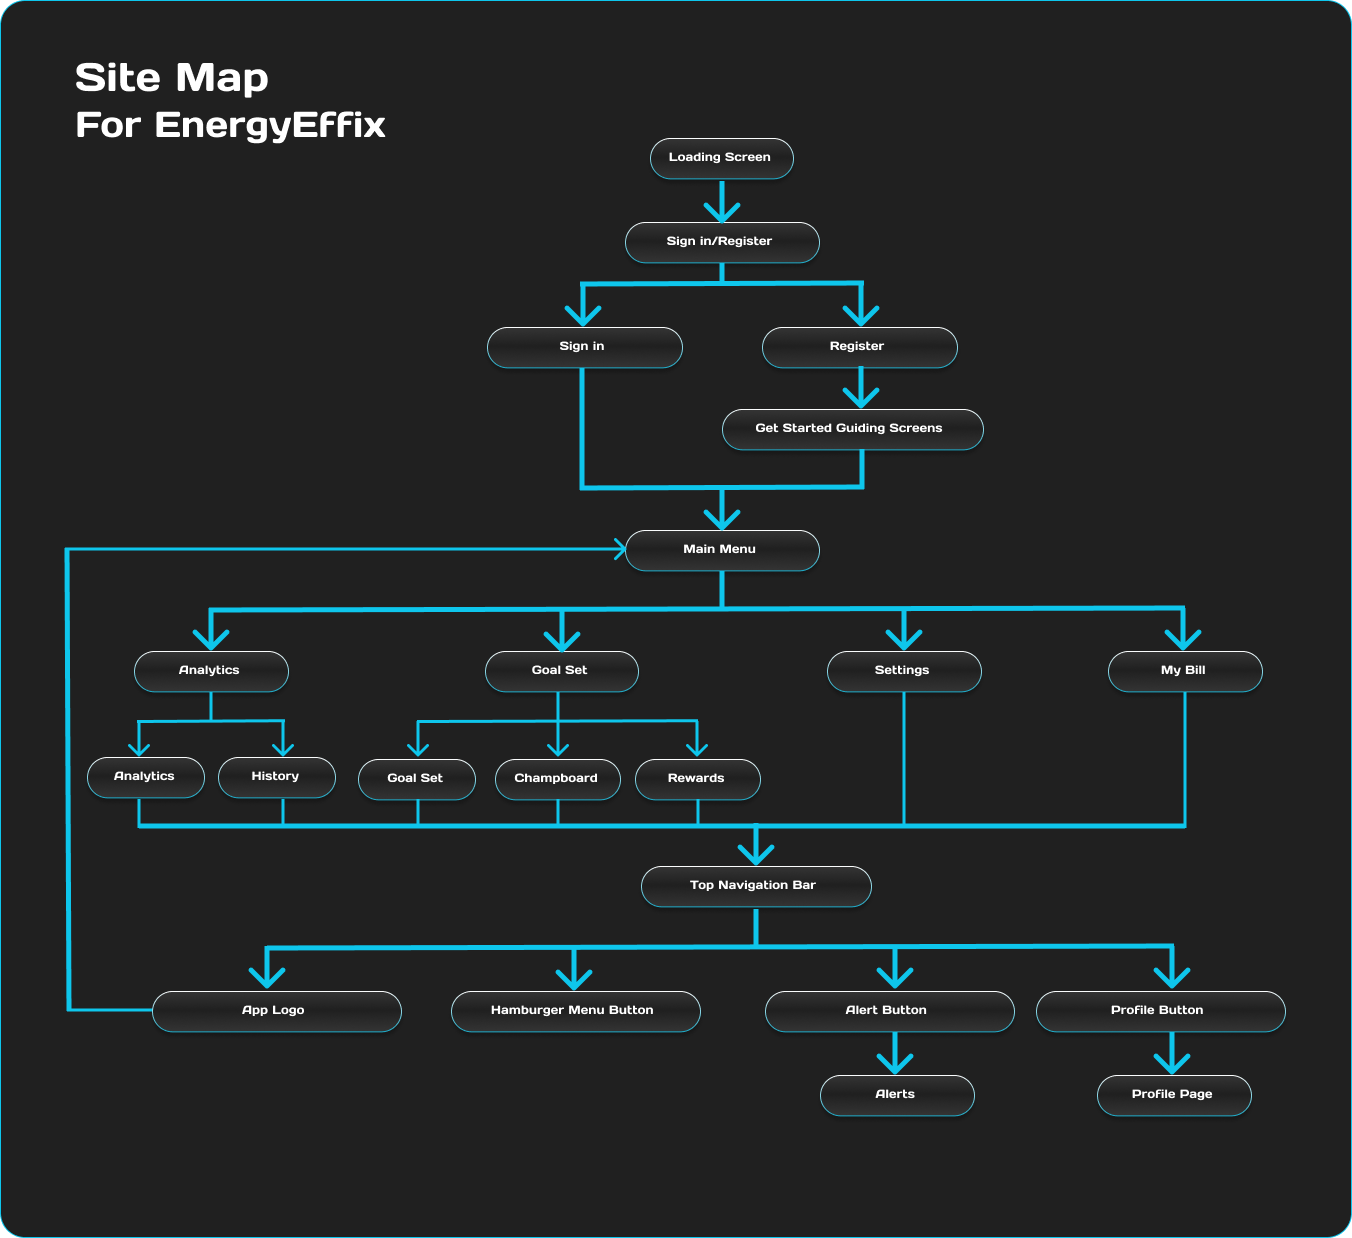 Site Map
For EnergyEffix
Loading Screen
Sign in/Register
Sign in
Register
Get Started Guiding Screens
Main Menu
Analytics
Goal Set
Settings
My Bill
Analytics
History
Goal Set
Champboard
Rewards
Top Navigation Bar
App Logo
Hamburger Menu Button
Alert Button
Profile Button
Alerts
Profile Page